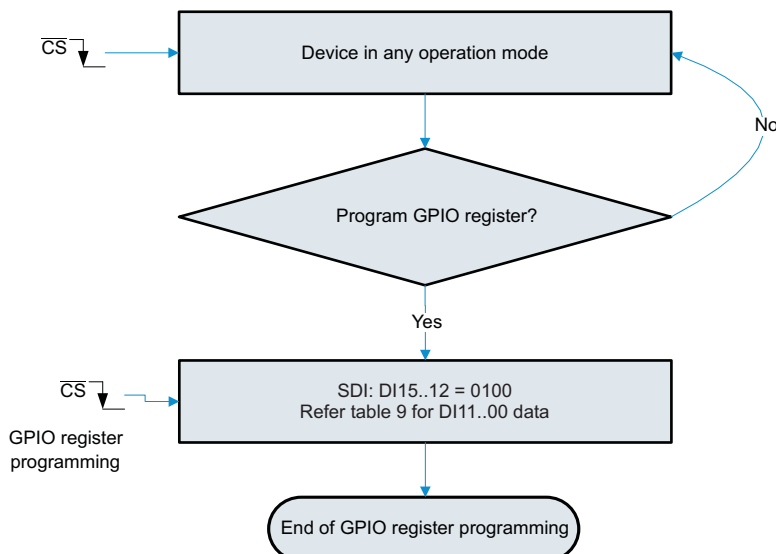 CS
Device in any operation mode
No
Program GPIO register?
Yes
CS
SDI: DI15..12 = 0100
Refer table 9 for DI11..00 data
GPIO register
programming
End of GPIO register programming